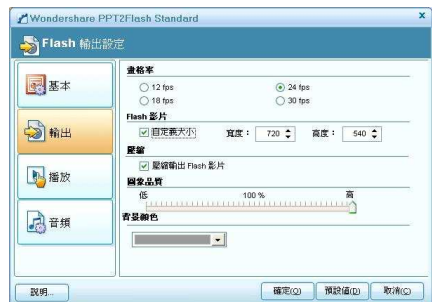 Wondershare PPT2Flash Standard
Flash 輸出設定
基本
輸出
播放
音頻
畫格率
12 fps
24 fps
18 fps
30 fps
Flash 影片
自定義大小
寬度：
720
高度：
540
壓縮
壓縮輸出 Flash 影片
圖象品質
低
100 %
高
背景顏色
說明...
確定(O)
預設值(D)
取消(C)